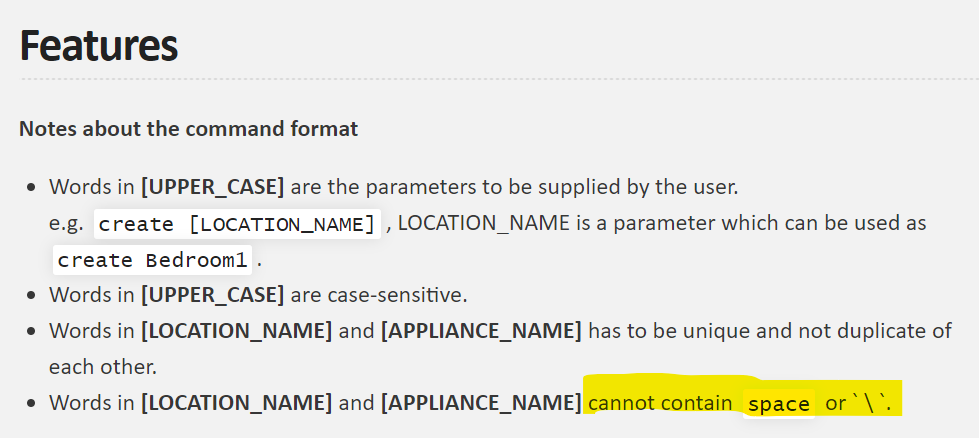 Features
Notes about the command format
• Words in [UPPER_CASE] are the parameters to be supplied by the user.
e.g. create [LOCATION_NAME] , LOCATION_NAME is a parameter which can be used as
create Bedroom1 .
• Words in [UPPER_CASE] are case-sensitive.
• Words in [LOCATION_NAME] and [APPLIANCE_NAME] has to be unique and not duplicate of
each other.
• Words in [LOCATION_NAME] and [APPLIANCE_NAME] cannot contain space or `\`.